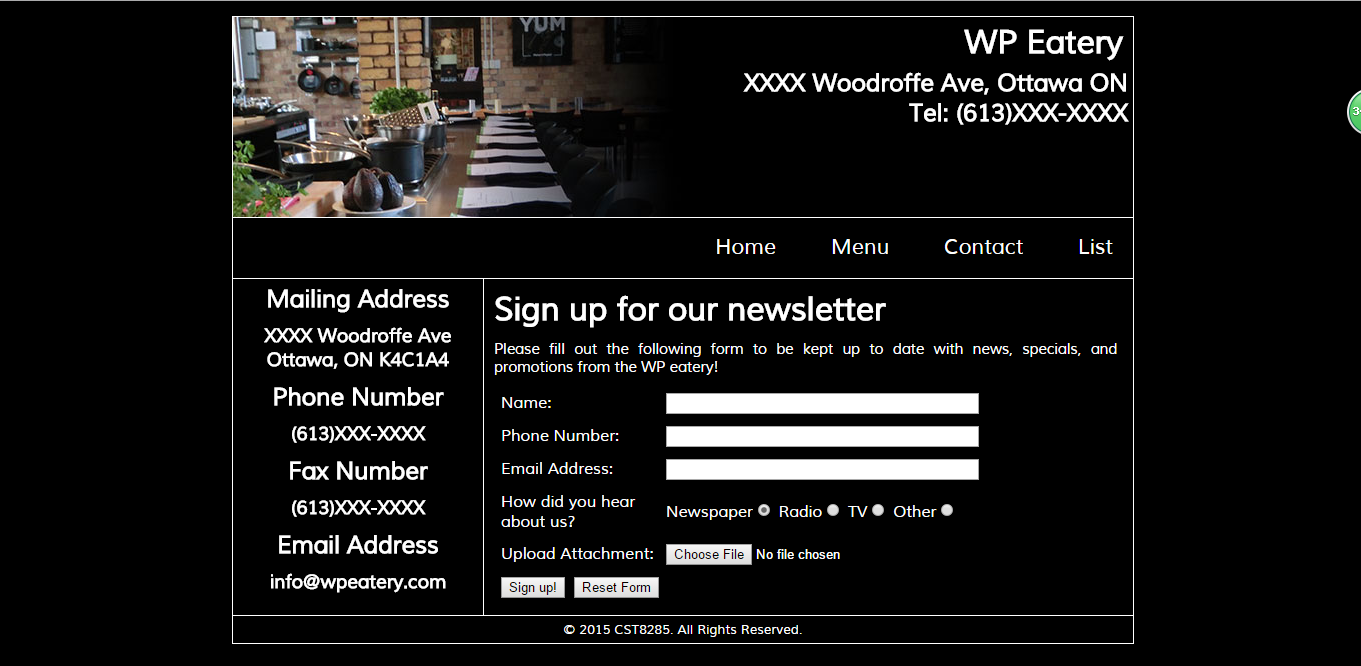 YUM
WP Eatery
XXXX Woodroffe Ave, Ottawa ON
Tel: (613)XXX-XXXX
Home Menu Contact List
Mailing Address
XXXX Woodroffe Ave
Ottawa, ON K4C1A4
Phone Number
(613)XXX-XXXX
Fax Number
(613)XXX-XXXX
Email Address
info@wpeatery.com
Sign up for our newsletter
Please fill out the following form to be kept up to date with news, specials, and
promotions from the WP eatery!
Name:
Phone Number:
Email Address:
How did you hear
about us?
Newspaper Radio TV Other
Upload Attachment: Choose File No file chosen
Sign up! Reset Form
© 2015 CST8285. All Rights Reserved.